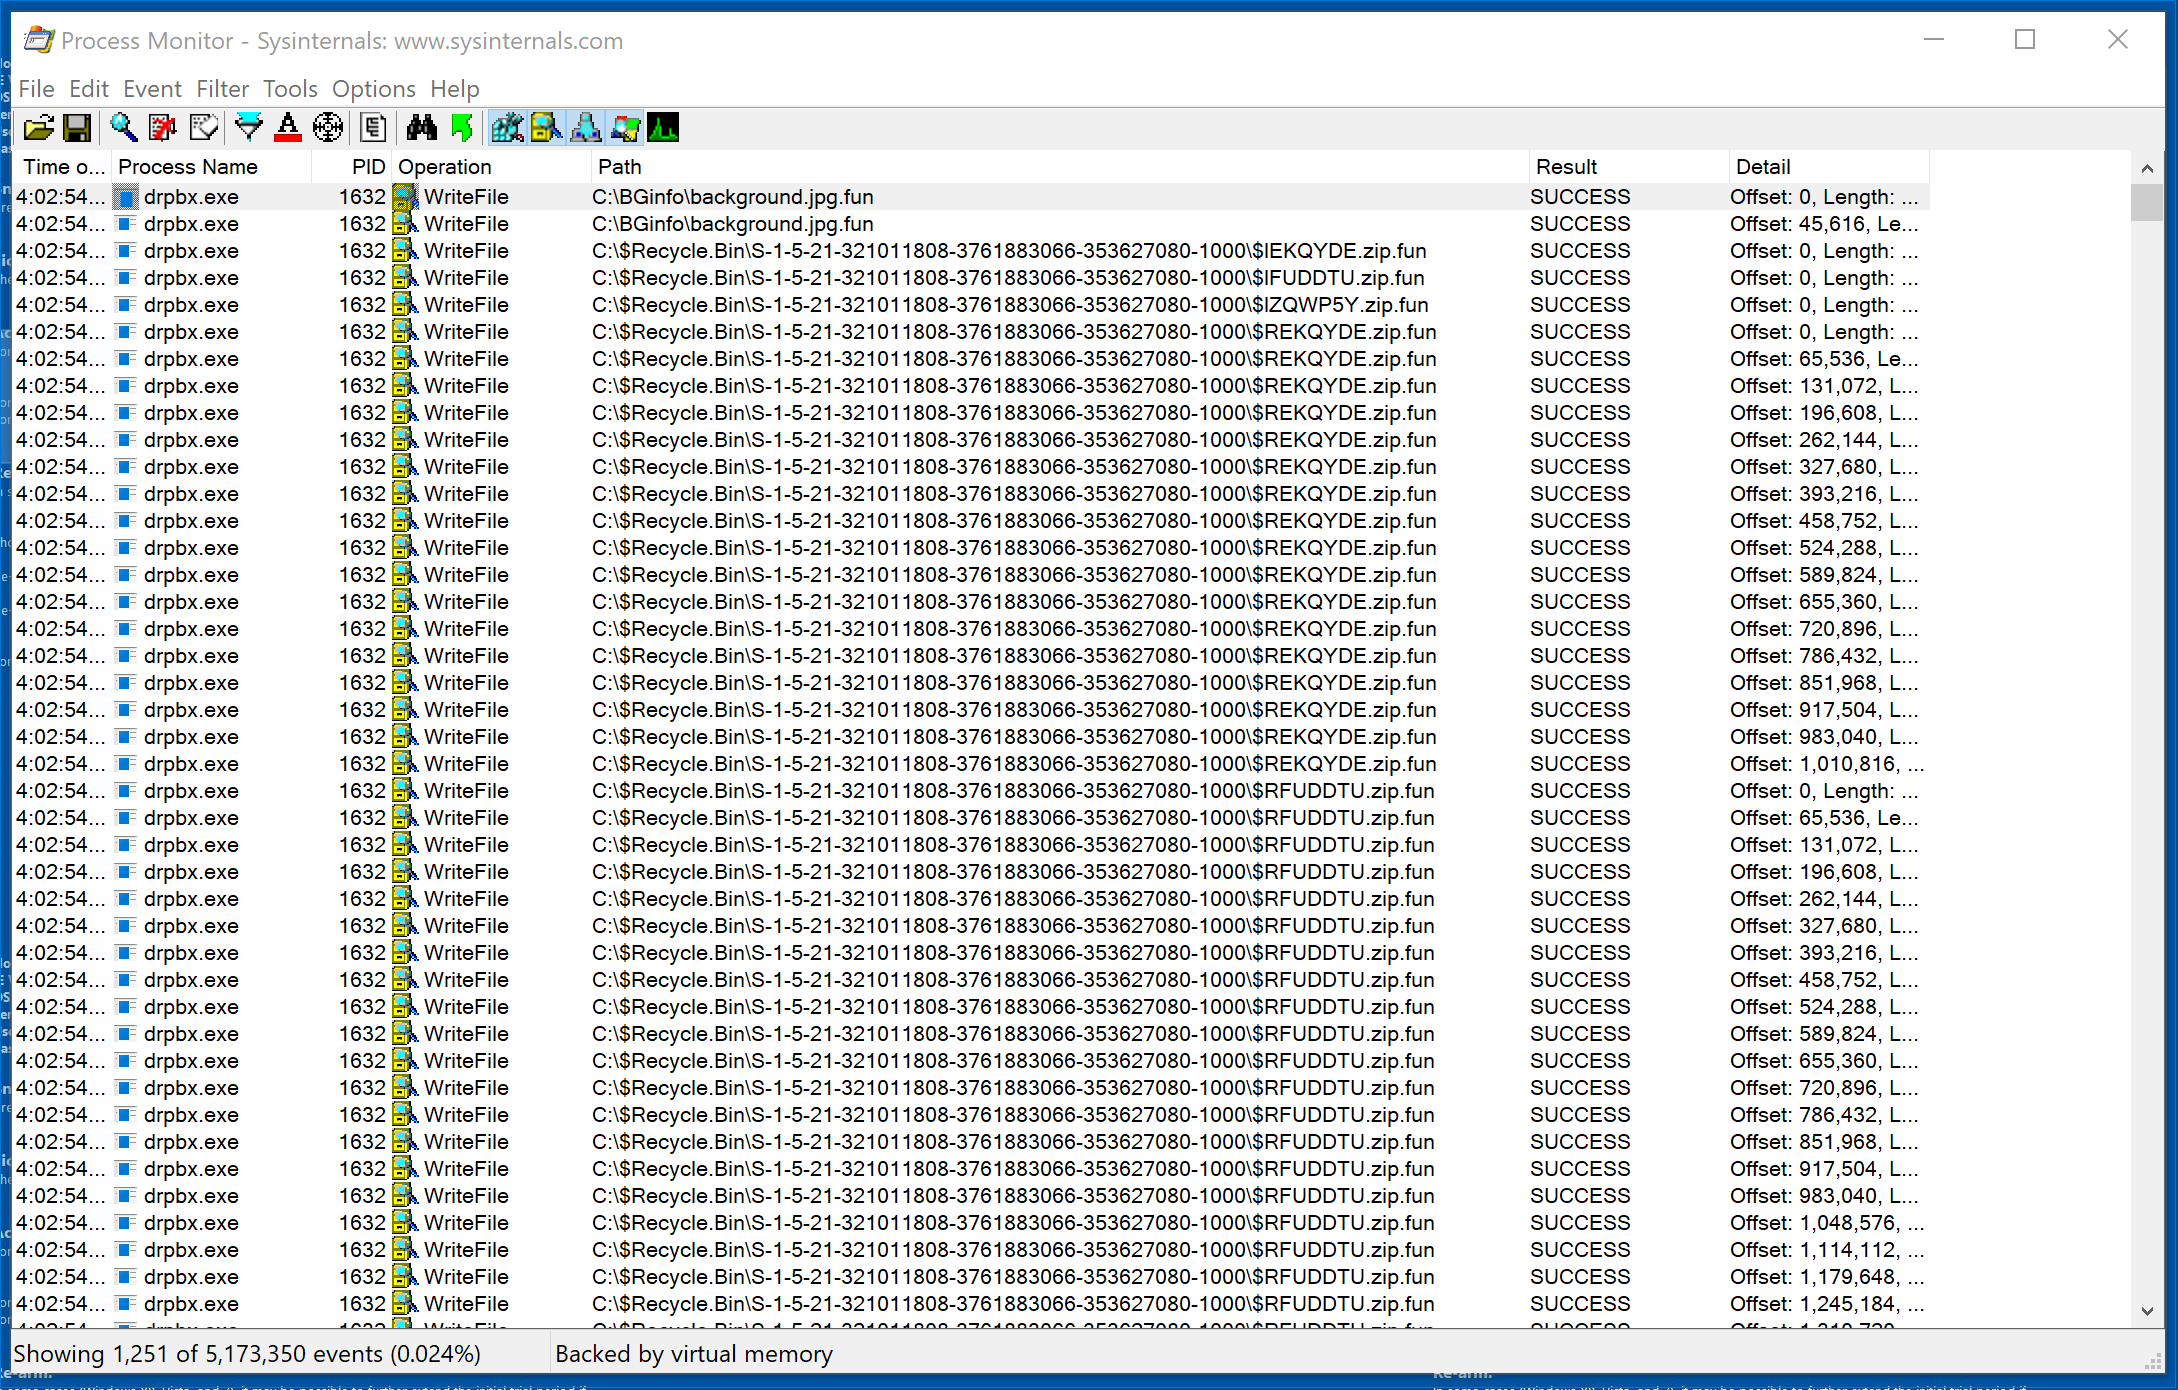 Process Monitor - Sysinternals: www.sysinternals.com
File Edit Event Filter Tools Options Help
Time o... Process Name PID Operation Path Result Detail
4:02:54... drpbx.exe 1632 WriteFile C:\BGinfo\background.jpg.fun SUCCESS Offset: 0, Length: ...
4:02:54... drpbx.exe 1632 WriteFile C:\BGinfo\background.jpg.fun SUCCESS Offset: 45,616, Le...
4:02:54... drpbx.exe 1632 WriteFile C:\$Recycle.Bin\S-1-5-21-321011808-3761883066-353627080-1000\$IEKQYDE.zip.fun SUCCESS Offset: 0, Length: ...
4:02:54... drpbx.exe 1632 WriteFile C:\$Recycle.Bin\S-1-5-21-321011808-3761883066-353627080-1000\$IFUDDTU.zip.fun SUCCESS Offset: 0, Length: ...
4:02:54... drpbx.exe 1632 WriteFile C:\$Recycle.Bin\S-1-5-21-321011808-3761883066-353627080-1000\$IZQWP5Y.zip.fun SUCCESS Offset: 0, Length: ...
4:02:54... drpbx.exe 1632 WriteFile C:\$Recycle.Bin\S-1-5-21-321011808-3761883066-353627080-1000\$REKQYDE.zip.fun SUCCESS Offset: 0, Length: ...
4:02:54... drpbx.exe 1632 WriteFile C:\$Recycle.Bin\S-1-5-21-321011808-3761883066-353627080-1000\$REKQYDE.zip.fun SUCCESS Offset: 65,536, Le...
4:02:54... drpbx.exe 1632 WriteFile C:\$Recycle.Bin\S-1-5-21-321011808-3761883066-353627080-1000\$REKQYDE.zip.fun SUCCESS Offset: 131,072, L...
4:02:54... drpbx.exe 1632 WriteFile C:\$Recycle.Bin\S-1-5-21-321011808-3761883066-353627080-1000\$REKQYDE.zip.fun SUCCESS Offset: 196,608, L...
4:02:54... drpbx.exe 1632 WriteFile C:\$Recycle.Bin\S-1-5-21-321011808-3761883066-353627080-1000\$REKQYDE.zip.fun SUCCESS Offset: 262,144, L...
4:02:54... drpbx.exe 1632 WriteFile C:\$Recycle.Bin\S-1-5-21-321011808-3761883066-353627080-1000\$REKQYDE.zip.fun SUCCESS Offset: 327,680, L...
4:02:54... drpbx.exe 1632 WriteFile C:\$Recycle.Bin\S-1-5-21-321011808-3761883066-353627080-1000\$REKQYDE.zip.fun SUCCESS Offset: 393,216, L...
4:02:54... drpbx.exe 1632 WriteFile C:\$Recycle.Bin\S-1-5-21-321011808-3761883066-353627080-1000\$REKQYDE.zip.fun SUCCESS Offset: 458,752, L...
4:02:54... drpbx.exe 1632 WriteFile C:\$Recycle.Bin\S-1-5-21-321011808-3761883066-353627080-1000\$REKQYDE.zip.fun SUCCESS Offset: 524,288, L...
4:02:54... drpbx.exe 1632 WriteFile C:\$Recycle.Bin\S-1-5-21-321011808-3761883066-353627080-1000\$REKQYDE.zip.fun SUCCESS Offset: 589,824, L...
4:02:54... drpbx.exe 1632 WriteFile C:\$Recycle.Bin\S-1-5-21-321011808-3761883066-353627080-1000\$REKQYDE.zip.fun SUCCESS Offset: 655,360, L...
4:02:54... drpbx.exe 1632 WriteFile C:\$Recycle.Bin\S-1-5-21-321011808-3761883066-353627080-1000\$REKQYDE.zip.fun SUCCESS Offset: 720,896, L...
4:02:54... drpbx.exe 1632 WriteFile C:\$Recycle.Bin\S-1-5-21-321011808-3761883066-353627080-1000\$REKQYDE.zip.fun SUCCESS Offset: 786,432, L...
4:02:54... drpbx.exe 1632 WriteFile C:\$Recycle.Bin\S-1-5-21-321011808-3761883066-353627080-1000\$REKQYDE.zip.fun SUCCESS Offset: 851,968, L...
4:02:54... drpbx.exe 1632 WriteFile C:\$Recycle.Bin\S-1-5-21-321011808-3761883066-353627080-1000\$REKQYDE.zip.fun SUCCESS Offset: 917,504, L...
4:02:54... drpbx.exe 1632 WriteFile C:\$Recycle.Bin\S-1-5-21-321011808-3761883066-353627080-1000\$REKQYDE.zip.fun SUCCESS Offset: 983,040, L...
4:02:54... drpbx.exe 1632 WriteFile C:\$Recycle.Bin\S-1-5-21-321011808-3761883066-353627080-1000\$REKQYDE.zip.fun SUCCESS Offset: 1,010,816, ...
4:02:54... drpbx.exe 1632 WriteFile C:\$Recycle.Bin\S-1-5-21-321011808-3761883066-353627080-1000\$RFUDDTU.zip.fun SUCCESS Offset: 0, Length: ...
4:02:54... drpbx.exe 1632 WriteFile C:\$Recycle.Bin\S-1-5-21-321011808-3761883066-353627080-1000\$RFUDDTU.zip.fun SUCCESS Offset: 65,536, Le...
4:02:54... drpbx.exe 1632 WriteFile C:\$Recycle.Bin\S-1-5-21-321011808-3761883066-353627080-1000\$RFUDDTU.zip.fun SUCCESS Offset: 131,072, L...
4:02:54... drpbx.exe 1632 WriteFile C:\$Recycle.Bin\S-1-5-21-321011808-3761883066-353627080-1000\$RFUDDTU.zip.fun SUCCESS Offset: 196,608, L...
4:02:54... drpbx.exe 1632 WriteFile C:\$Recycle.Bin\S-1-5-21-321011808-3761883066-353627080-1000\$RFUDDTU.zip.fun SUCCESS Offset: 262,144, L...
4:02:54... drpbx.exe 1632 WriteFile C:\$Recycle.Bin\S-1-5-21-321011808-3761883066-353627080-1000\$RFUDDTU.zip.fun SUCCESS Offset: 327,680, L...
4:02:54... drpbx.exe 1632 WriteFile C:\$Recycle.Bin\S-1-5-21-321011808-3761883066-353627080-1000\$RFUDDTU.zip.fun SUCCESS Offset: 393,216, L...
4:02:54... drpbx.exe 1632 WriteFile C:\$Recycle.Bin\S-1-5-21-321011808-3761883066-353627080-1000\$RFUDDTU.zip.fun SUCCESS Offset: 458,752, L...
4:02:54... drpbx.exe 1632 WriteFile C:\$Recycle.Bin\S-1-5-21-321011808-3761883066-353627080-1000\$RFUDDTU.zip.fun SUCCESS Offset: 524,288, L...
4:02:54... drpbx.exe 1632 WriteFile C:\$Recycle.Bin\S-1-5-21-321011808-3761883066-353627080-1000\$RFUDDTU.zip.fun SUCCESS Offset: 589,824, L...
4:02:54... drpbx.exe 1632 WriteFile C:\$Recycle.Bin\S-1-5-21-321011808-3761883066-353627080-1000\$RFUDDTU.zip.fun SUCCESS Offset: 655,360, L...
4:02:54... drpbx.exe 1632 WriteFile C:\$Recycle.Bin\S-1-5-21-321011808-3761883066-353627080-1000\$RFUDDTU.zip.fun SUCCESS Offset: 720,896, L...
4:02:54... drpbx.exe 1632 WriteFile C:\$Recycle.Bin\S-1-5-21-321011808-3761883066-353627080-1000\$RFUDDTU.zip.fun SUCCESS Offset: 786,432, L...
4:02:54... drpbx.exe 1632 WriteFile C:\$Recycle.Bin\S-1-5-21-321011808-3761883066-353627080-1000\$RFUDDTU.zip.fun SUCCESS Offset: 851,968, L...
4:02:54... drpbx.exe 1632 WriteFile C:\$Recycle.Bin\S-1-5-21-321011808-3761883066-353627080-1000\$RFUDDTU.zip.fun SUCCESS Offset: 917,504, L...
4:02:54... drpbx.exe 1632 WriteFile C:\$Recycle.Bin\S-1-5-21-321011808-3761883066-353627080-1000\$RFUDDTU.zip.fun SUCCESS Offset: 983,040, L...
4:02:54... drpbx.exe 1632 WriteFile C:\$Recycle.Bin\S-1-5-21-321011808-3761883066-353627080-1000\$RFUDDTU.zip.fun SUCCESS Offset: 1,048,576, ...
4:02:54... drpbx.exe 1632 WriteFile C:\$Recycle.Bin\S-1-5-21-321011808-3761883066-353627080-1000\$RFUDDTU.zip.fun SUCCESS Offset: 1,114,112, ...
4:02:54... drpbx.exe 1632 WriteFile C:\$Recycle.Bin\S-1-5-21-321011808-3761883066-353627080-1000\$RFUDDTU.zip.fun SUCCESS Offset: 1,179,648, ...
4:02:54... drpbx.exe 1632 WriteFile C:\$Recycle.Bin\S-1-5-21-321011808-3761883066-353627080-1000\$RFUDDTU.zip.fun SUCCESS Offset: 1,245,184, ...
Showing 1,251 of 5,173,350 events (0.024%) Backed by virtual memory